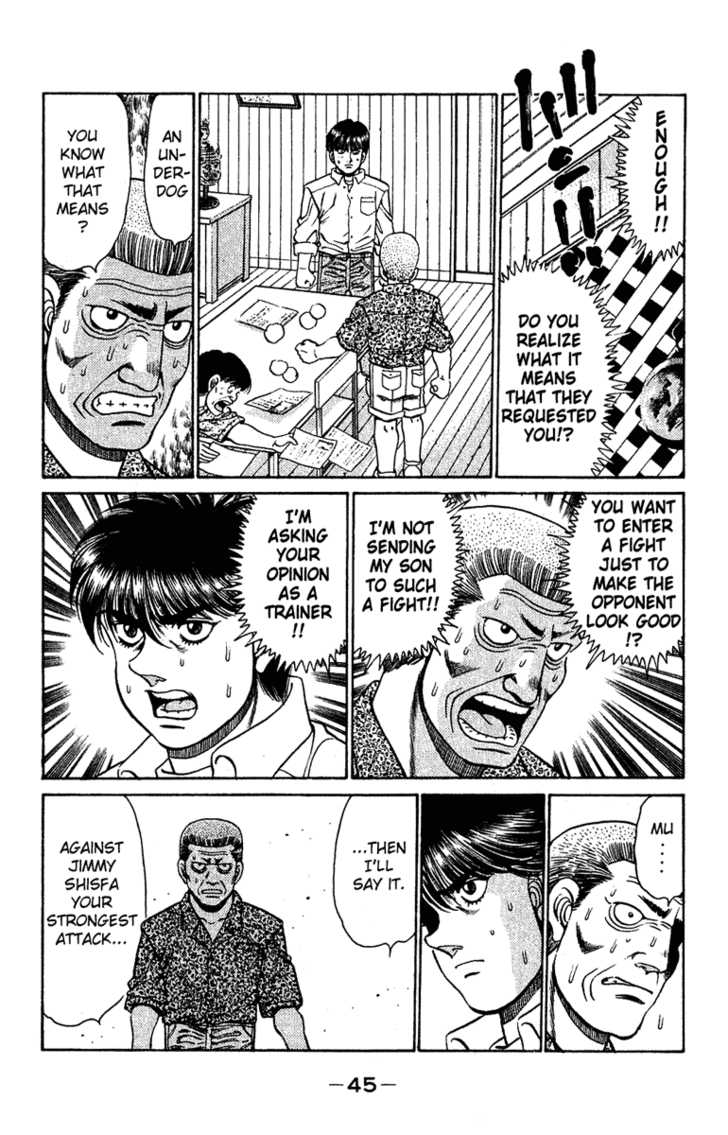 ENOUGH!!
DO YOU
REALIZE
WHAT IT
MEANS
THAT THEY
REQUESTED
YOU!?
AN
UN-
DER-
DOG
YOU
KNOW
WHAT
THAT
MEANS
?
YOU WANT
TO ENTER
A FIGHT
JUST TO
MAKE THE
OPPONENT
LOOK GOOD
!?
I'M NOT
SENDING
MY SON
TO SUCH
A FIGHT!!
I'M
ASKING
YOUR
OPINION
AS A
TRAINER
!!
MU
...
...THEN
I'LL
SAY IT.
AGAINST
JIMMY
SHISFA
YOUR
STRONGEST
ATTACK...
- 45 -